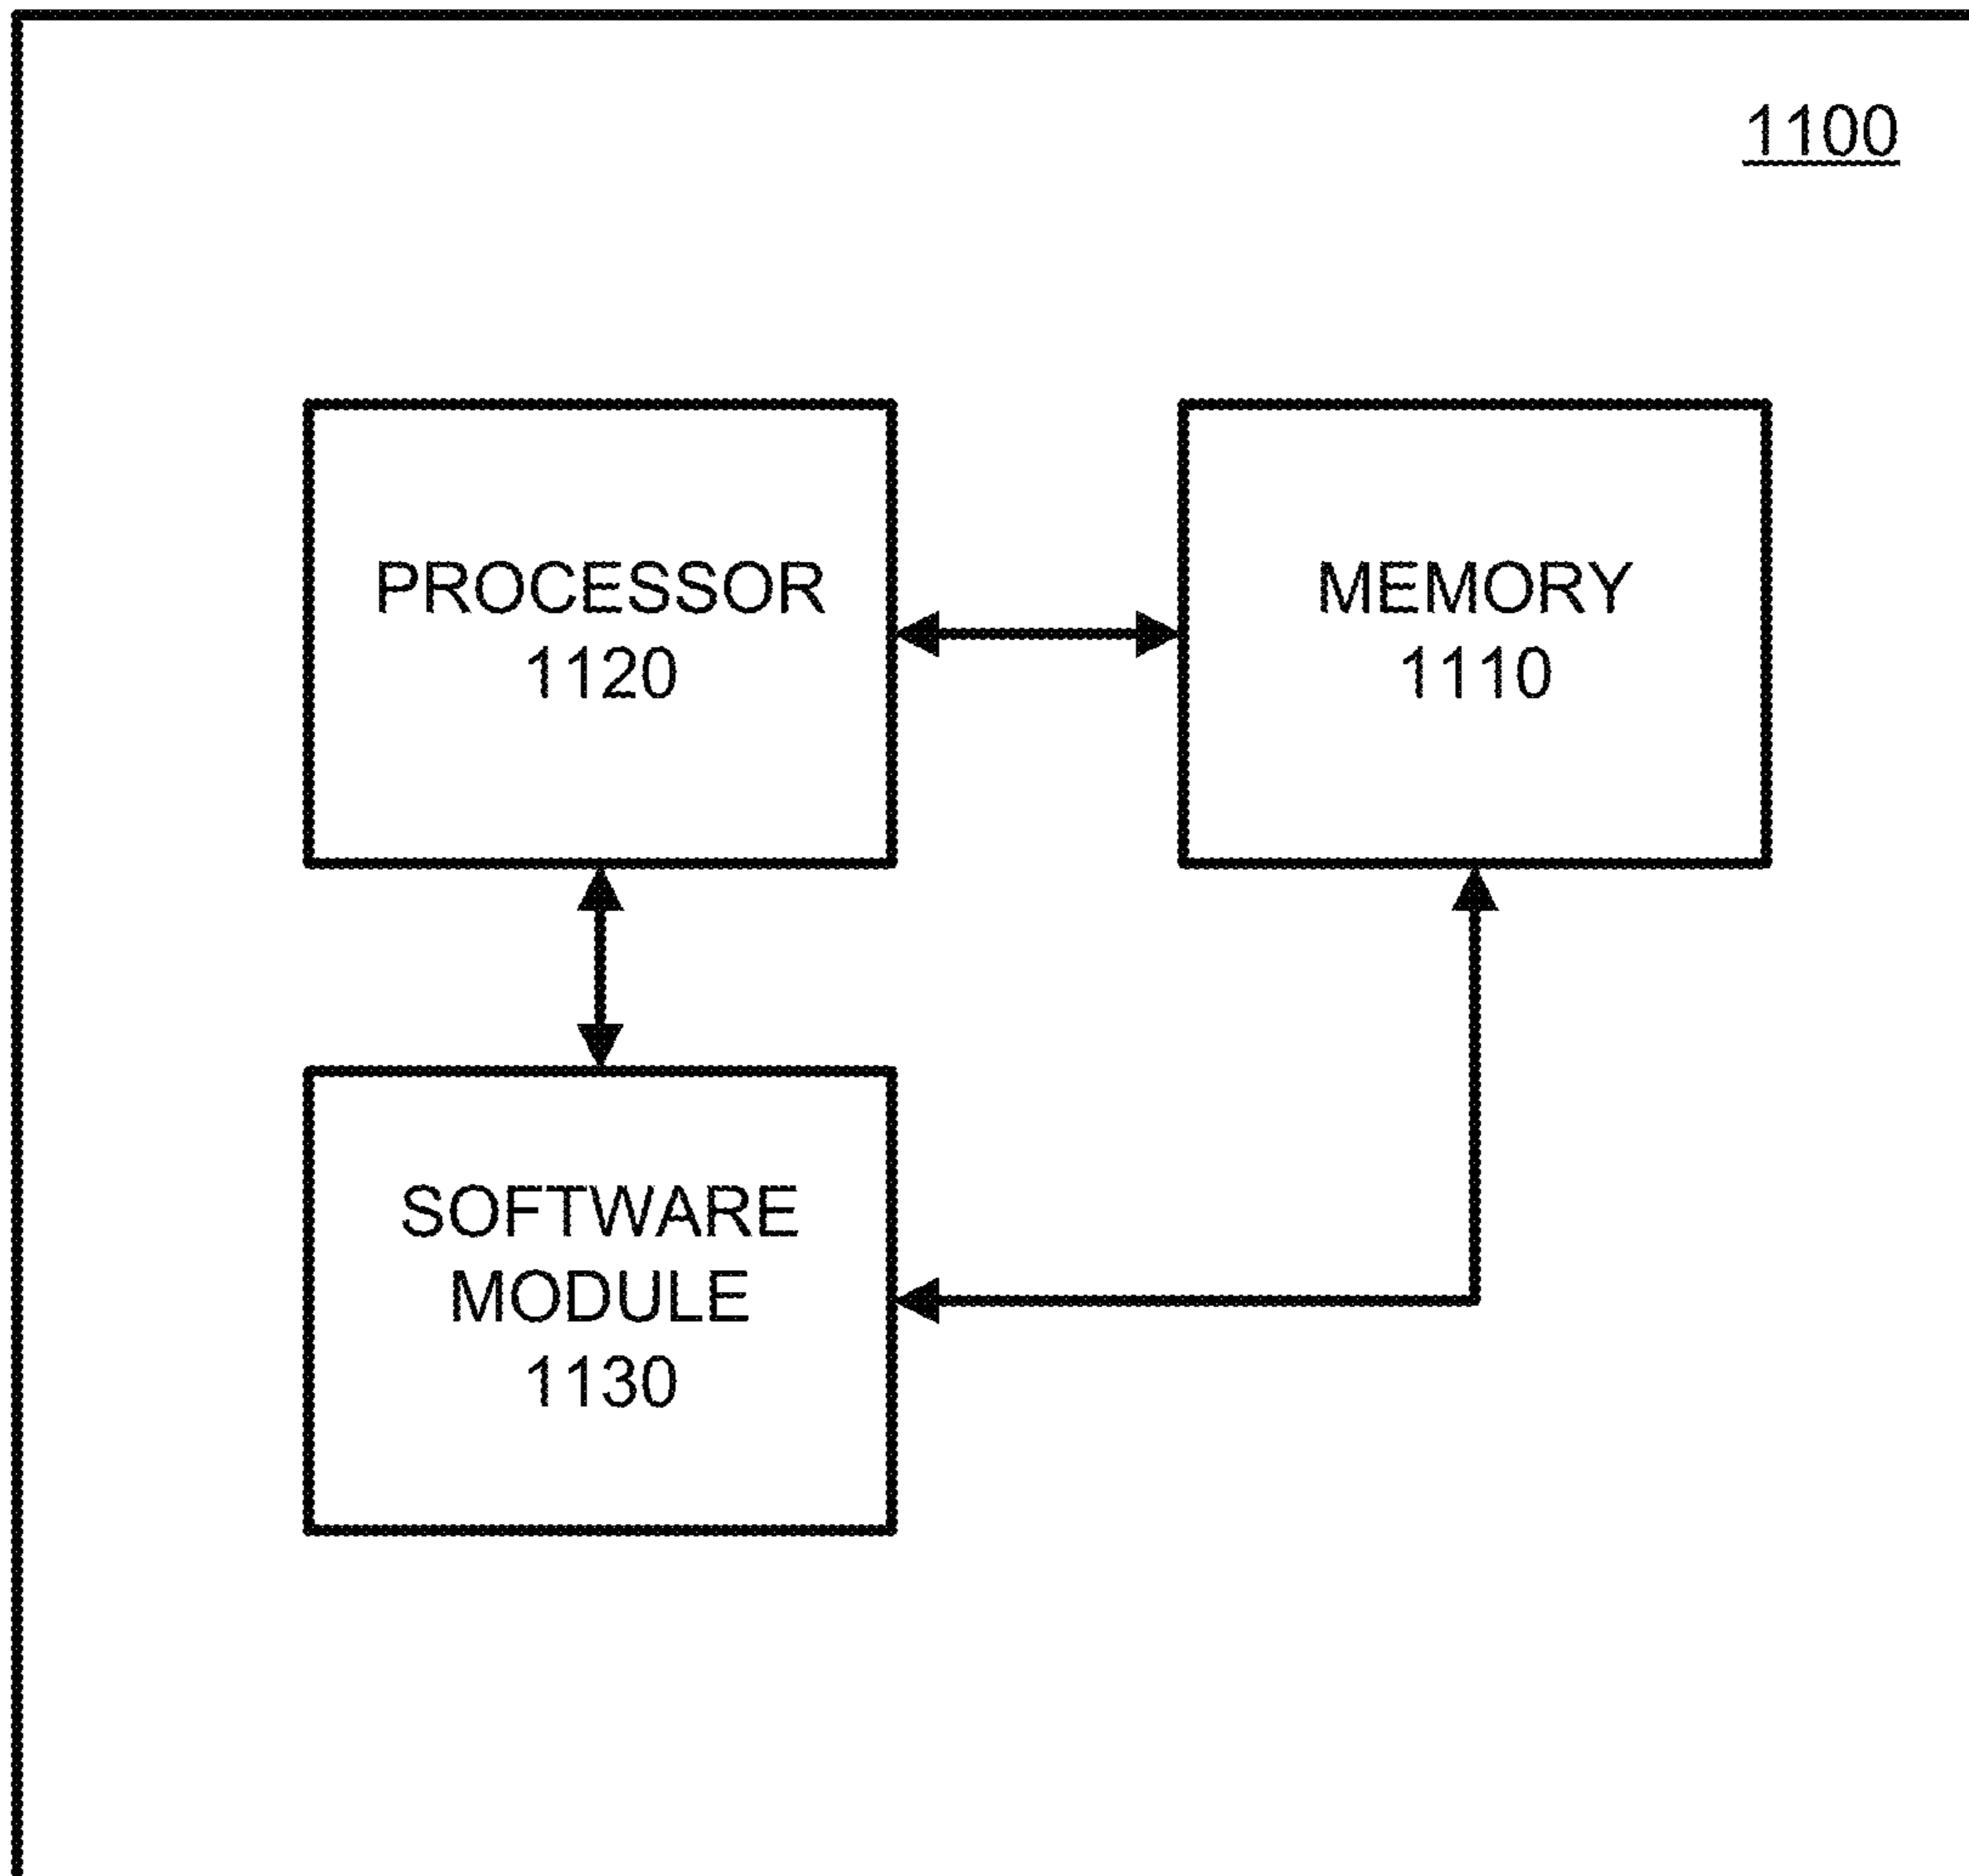 1100
PROCESSOR
1120
MEMORY
1110
SOFTWARE
MODULE
1130